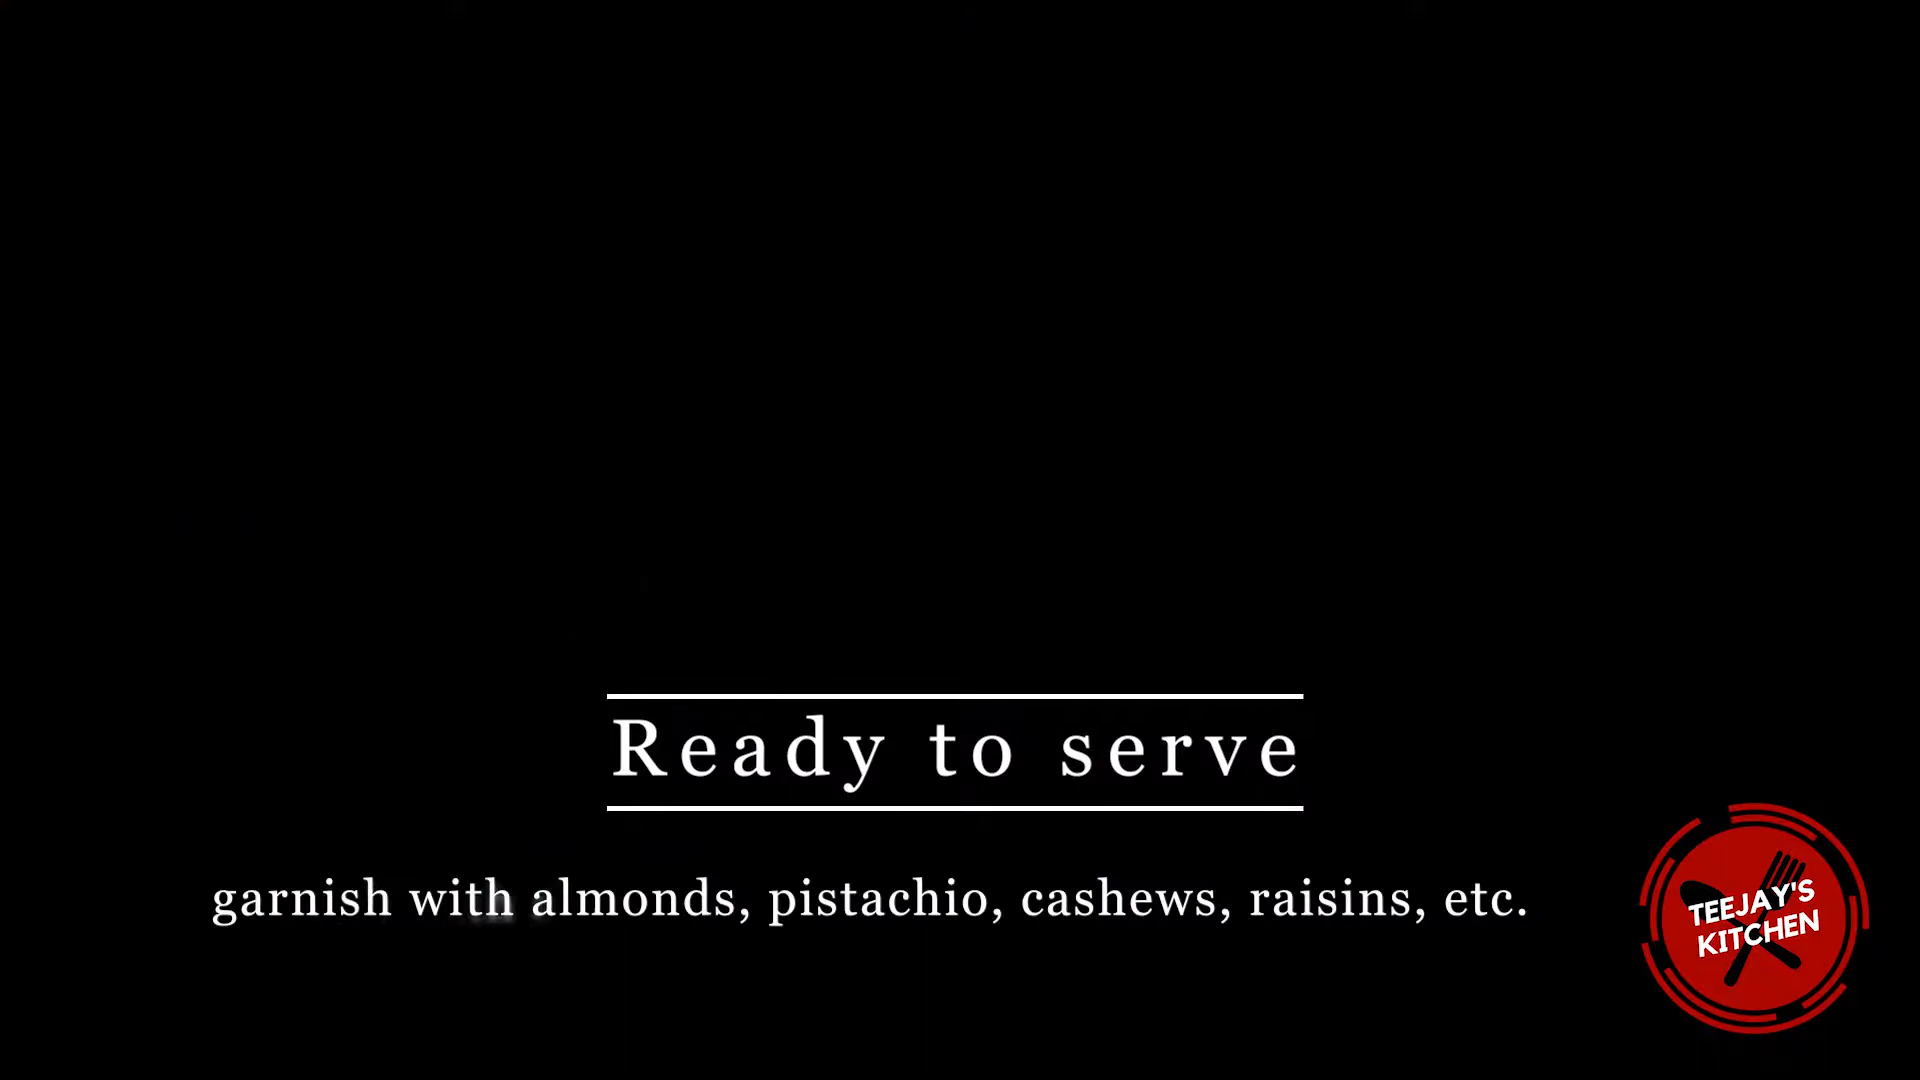 Ready to serve
garnish with almonds, pistachio, cashews, raisins, etc.
TEEJAY'S
KITCHEN